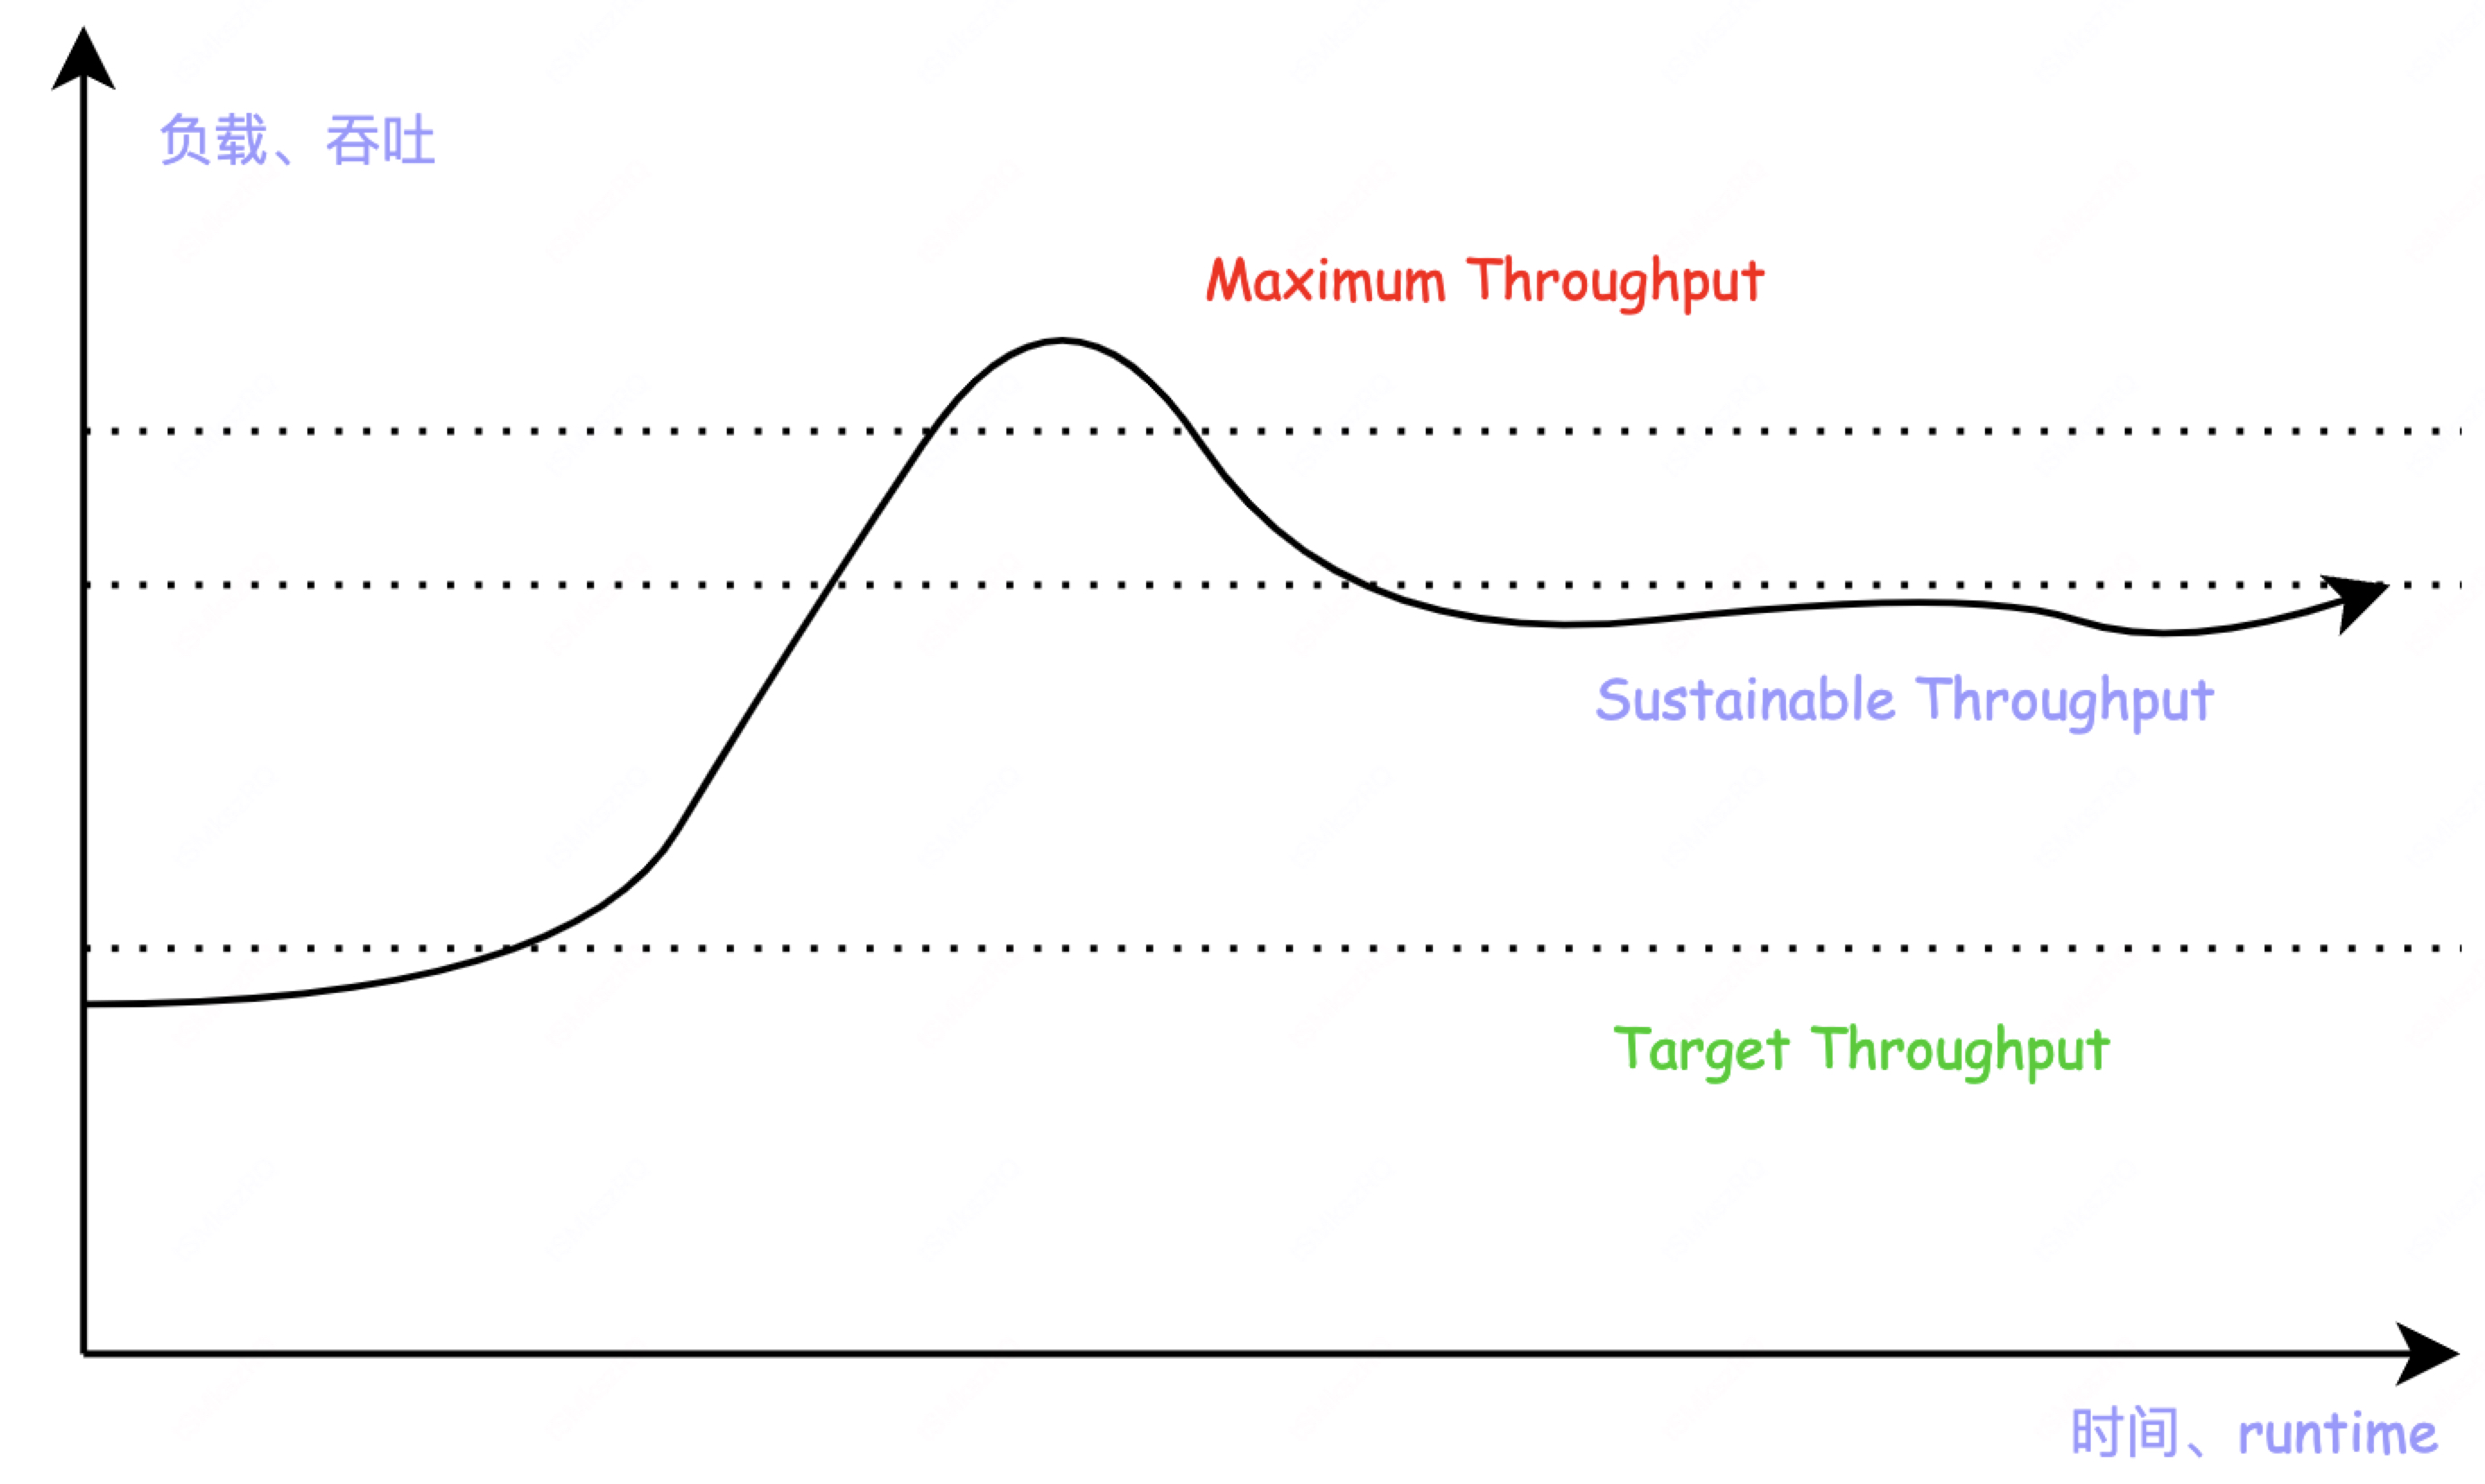 负载、吞吐
Maximum Throughput
Sustainable Throughput
Target Throughput
时间、runtime